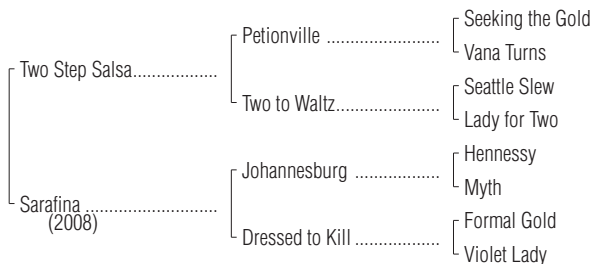 Seeking the Gold
Petionville ........................
Vana Turns
Two Step Salsa..................
Seattle Slew
Two to Waltz......................
Lady for Two
Hennessy
Johannesburg ..................
Myth
Sarafina ............................
(2008)
Formal Gold
Dressed to Kill ..................
Violet Lady